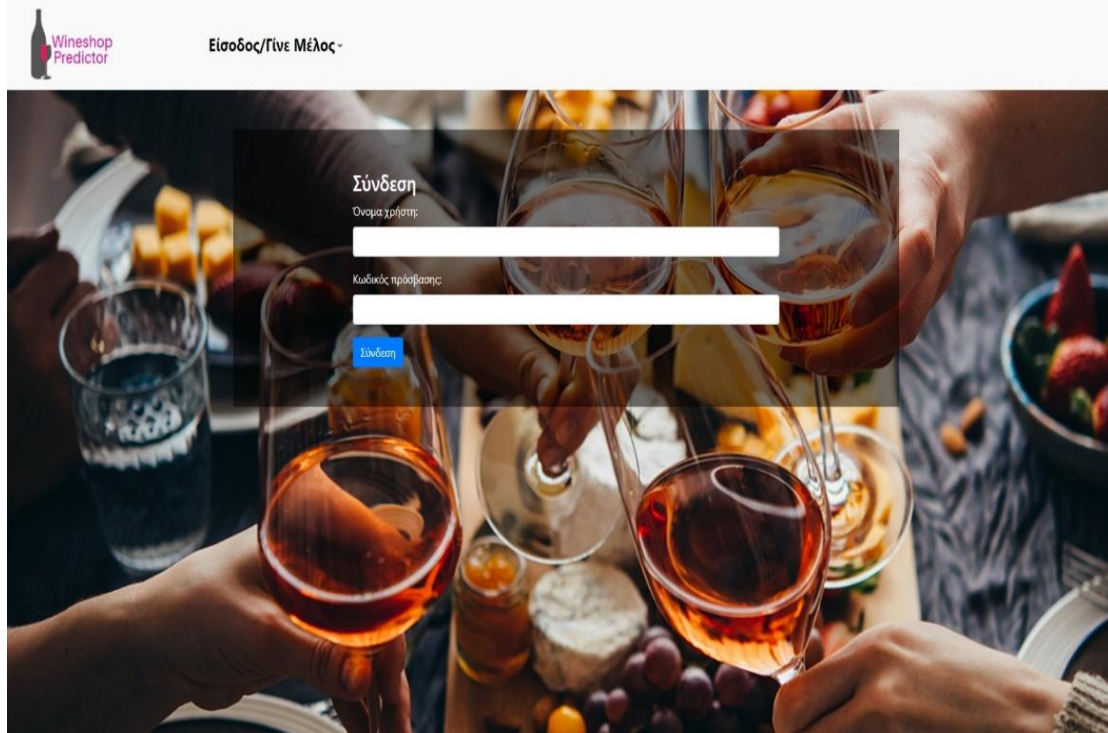 Wineshop
Predictor
Είσοδος/Γίνε Μέλος
Σύνδεση
Όνομα χρήστη:
Κωδικός πρόσβασης:
Σύνδεση